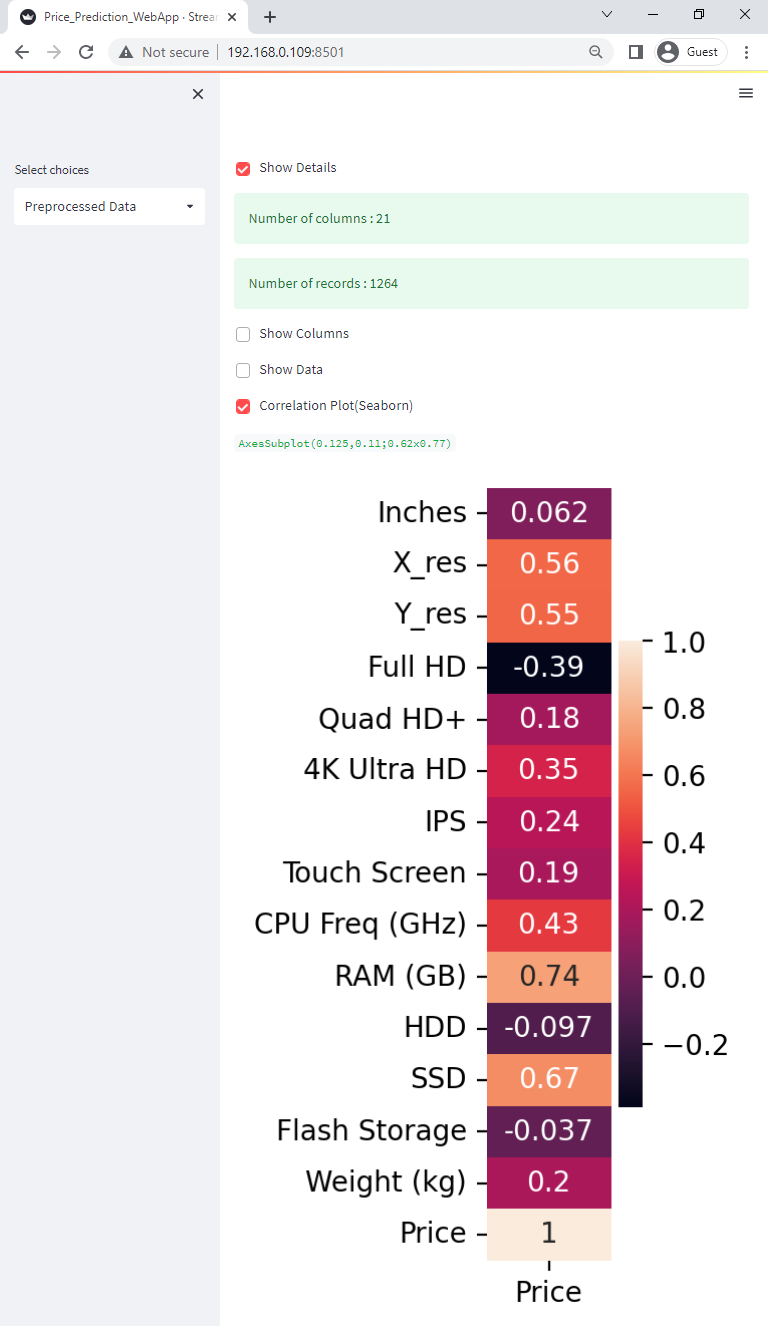 Price_Prediction_WebApp · Strea
Not secure 192.168.0.109:8501 Guest
Select choices
Preprocessed Data
Show Details
Number of columns : 21
Number of records : 1264
Show Columns
Show Data
Correlation Plot(Seaborn)
AxesSubplot(0.125,0.11;0.62x0.77)
Inches 0.062
X_res 0.56
Y_res 0.55
Full HD -0.39
Quad HD+ 0.18
4K Ultra HD 0.35
IPS 0.24
Touch Screen 0.19
CPU Freq (GHz) 0.43
RAM (GB) 0.74
HDD -0.097
SSD 0.67
Flash Storage -0.037
Weight (kg) 0.2
Price 1
Price
1.0
0.8
0.6
0.4
0.2
0.0
−0.2